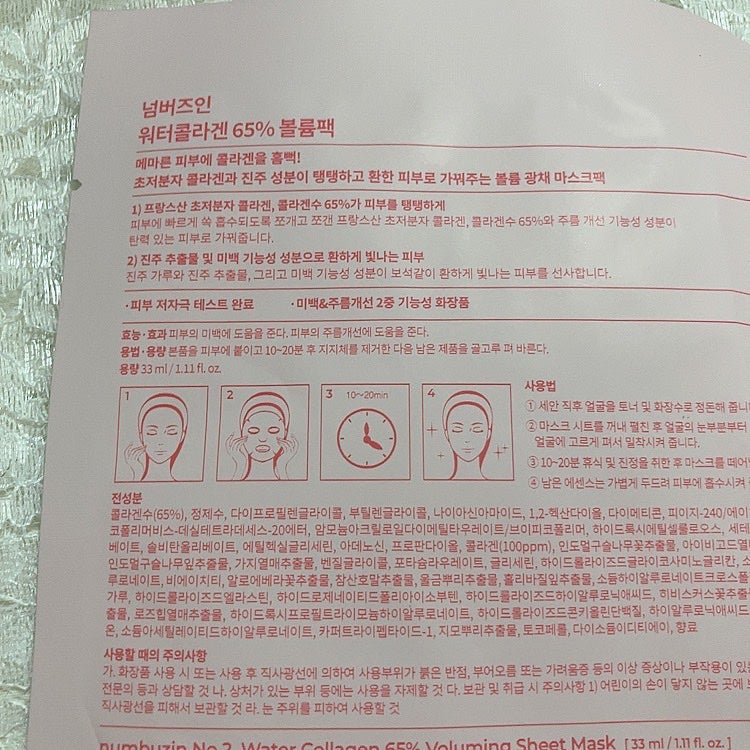 넘버즈인
워터콜라겐 65% 볼륨팩
메마른 피부에 콜라겐을 흠뻑!
초저분자 콜라겐과 진주 성분이 탱탱하고 환한 피부로 가꿔주는 볼륨 광채 마스크팩
1) 프랑스산 초저분자 콜라겐, 콜라겐수 65%가 피부를 탱탱하게
피부에 빠르게 쏙 흡수되도록 쪼개고 쪼갠 프랑스산 초저분자 콜라겐, 콜라겐수 65%와 주름 개선 기능성 성분이
탄력 있는 피부로 가꿔줍니다.
2) 진주 추출물 및 미백 기능성 성분으로 환하게 빛나는 피부
진주 가루와 진주 추출물, 그리고 미백 기능성 성분이 보석같이 환하게 빛나는 피부를 선사합니다.
· 피부 저자극 테스트 완료 · 미백&주름개선 2중 기능성 화장품
효능·효과 피부의 미백에 도움을 준다. 피부의 주름개선에 도움을 준다.
용법·용량 본품을 피부에 붙이고 10~20분 후 지지체를 제거한 다음 남은 제품을 골고루 펴 바른다.
용량 33 ml / 1.11 fl. oz.
1 2 3 10~20min 4
사용법
① 세안 직후 얼굴을 토너 및 화장수로 정돈해 줍니
② 마스크 시트를 꺼내 펼친 후 얼굴의 눈부분부터
얼굴에 고르게 펴서 밀착시켜 줍니다.
③ 10~20분 휴식 및 진정을 취한 후 마스크를 떼어
④ 남은 에센스는 가볍게 두드려 피부에 흡수시켜
전성분
콜라겐수(65%), 정제수, 다이프로필렌글라이콜, 부틸렌글라이콜, 나이아신아마이드, 1,2-헥산다이올, 다이메티콘, 피이지-240/에이
코폴리머비스-데실테트라데세스-20에터, 암모늄아크릴로일다이메틸타우레이트/브이피코폴리머, 하이드록시에틸셀룰로오스, 세테
베이트, 솔비탄올리베이트, 에틸헥실글리세린, 아데노신, 프로판다이올, 콜라겐(100ppm), 인도멀구슬나무꽃추출물, 아이비고드열
인도멀구슬나무잎추출물, 가지열매추출물, 벤질글라이콜, 포타슘라우레이트, 글리세린, 하이드롤라이즈드글라이코사미노글리칸, 소
루로네이트, 비에이치티, 알로에베라꽃추출물, 참산호말추출물, 울금뿌리추출물, 홀리바질잎추출물, 소듐하이알루로네이트크로스폴
가루, 하이드롤라이즈드엘라스틴, 하이드로제네이티드폴리아이소부텐, 하이드롤라이즈드하이알루로닉애씨드, 히비스커스꽃추출
출물, 로즈힙열매추출물, 하이드록시프로필트라이모늄하이알루로네이트, 하이드롤라이즈드콘키올린단백질, 하이알루로닉애씨드
온, 소듐아세틸레이티드하이알루로네이트, 카퍼트라이펩타이드-1, 지모뿌리추출물, 토코페롤, 다이소듐이디티에이, 향료
사용할 때의 주의사항
가. 화장품 사용 시 또는 사용 후 직사광선에 의하여 사용부위가 붉은 반점, 부어오름 또는 가려움증 등의 이상 증상이나 부작용이 있는
전문의 등과 상담할 것 나. 상처가 있는 부위 등에는 사용을 자제할 것 다. 보관 및 취급 시 주의사항 1) 어린이의 손이 닿지 않는 곳에
직사광선을 피해서 보관할 것 라. 눈 주위를 피하여 사용할 것
numbuzin No.2 Water Collagen 65% Voluming Sheet Mask [ 33 ml / 1.11 fl. oz. ]